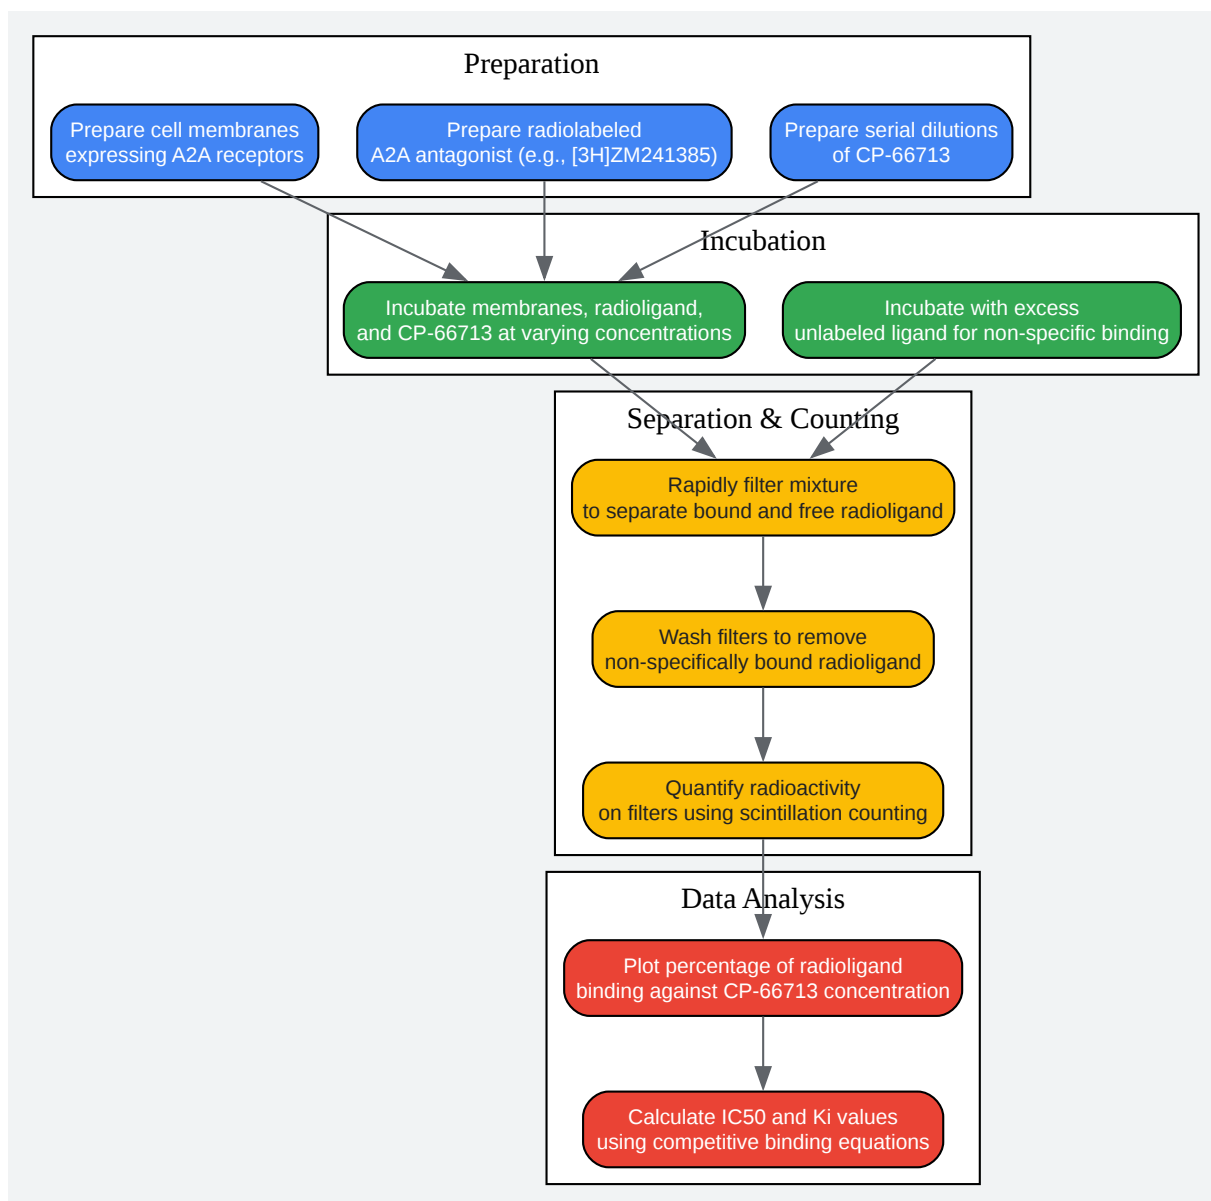 Preparation
Prepare cell membranes
expressing A2A receptors
Prepare radiolabeled
A2A antagonist (e.g., [3H]ZM241385)
Prepare serial dilutions
of CP-66713
Incubation
Incubate membranes, radioligand,
and CP-66713 at varying concentrations
Incubate with excess
unlabeled ligand for non-specific binding
Separation & Counting
Rapidly filter mixture
to separate bound and free radioligand
Wash filters to remove
non-specifically bound radioligand
Quantify radioactivity
on filters using scintillation counting
Data Analysis
Plot percentage of radioligand
binding against CP-66713 concentration
Calculate IC50 and Ki values
using competitive binding equations